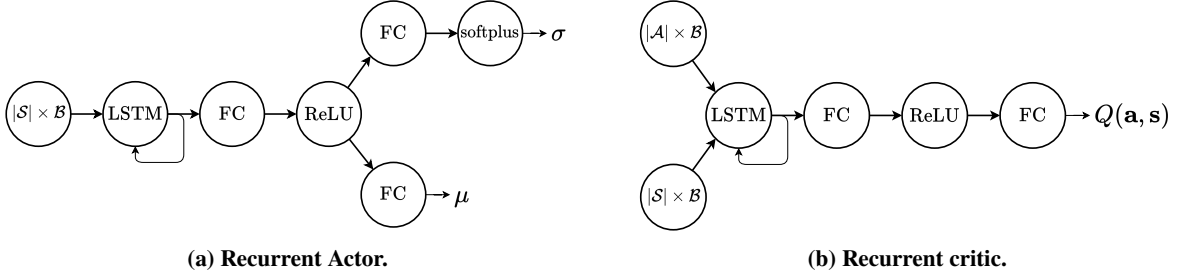 FC
softplus
σ
|𝒮| × ℬ
LSTM
FC
ReLU
FC
μ
(a) Recurrent Actor.
|𝒜| × ℬ
LSTM
FC
ReLU
FC
Q(a, s)
|𝒮| × ℬ
(b) Recurrent critic.